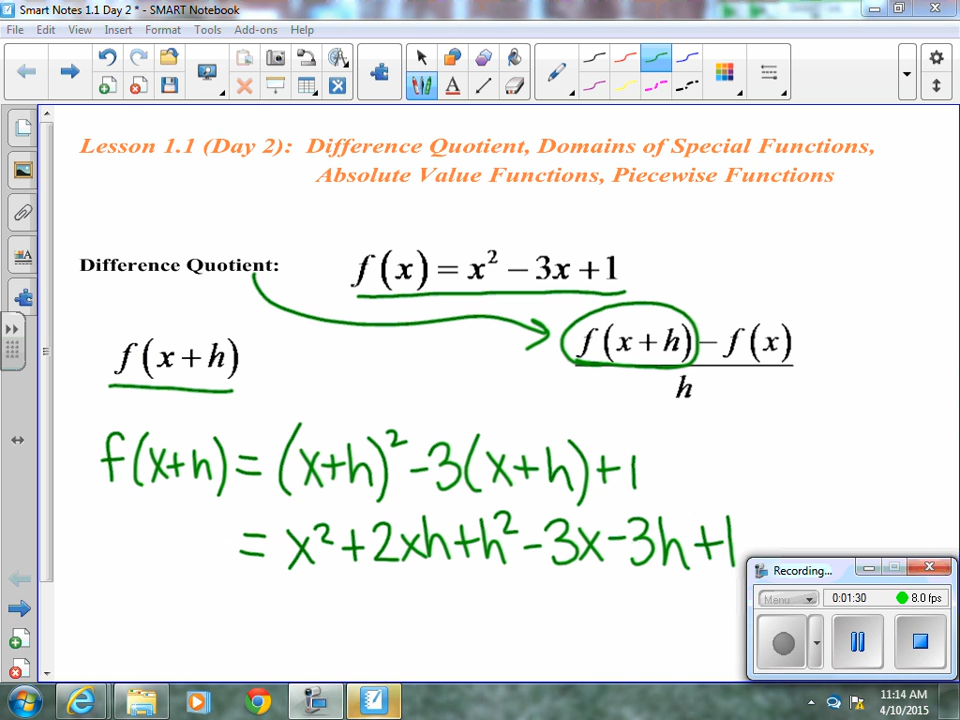 Smart Notes 1.1 Day 2 * - SMART Notebook
File Edit View Insert Format Tools Add-ons Help
Lesson 1.1 (Day 2): Difference Quotient, Domains of Special Functions,
Absolute Value Functions, Piecewise Functions
Difference Quotient: f(x) = x² − 3x + 1
f(x + h)
f(x + h) − f(x)
h
f(x+h) = (x+h)² - 3(x+h) + 1
= x² + 2xh + h² - 3x - 3h + 1
Recording...
Menu 0:01:30 8.0 fps
11:14 AM
4/10/2015